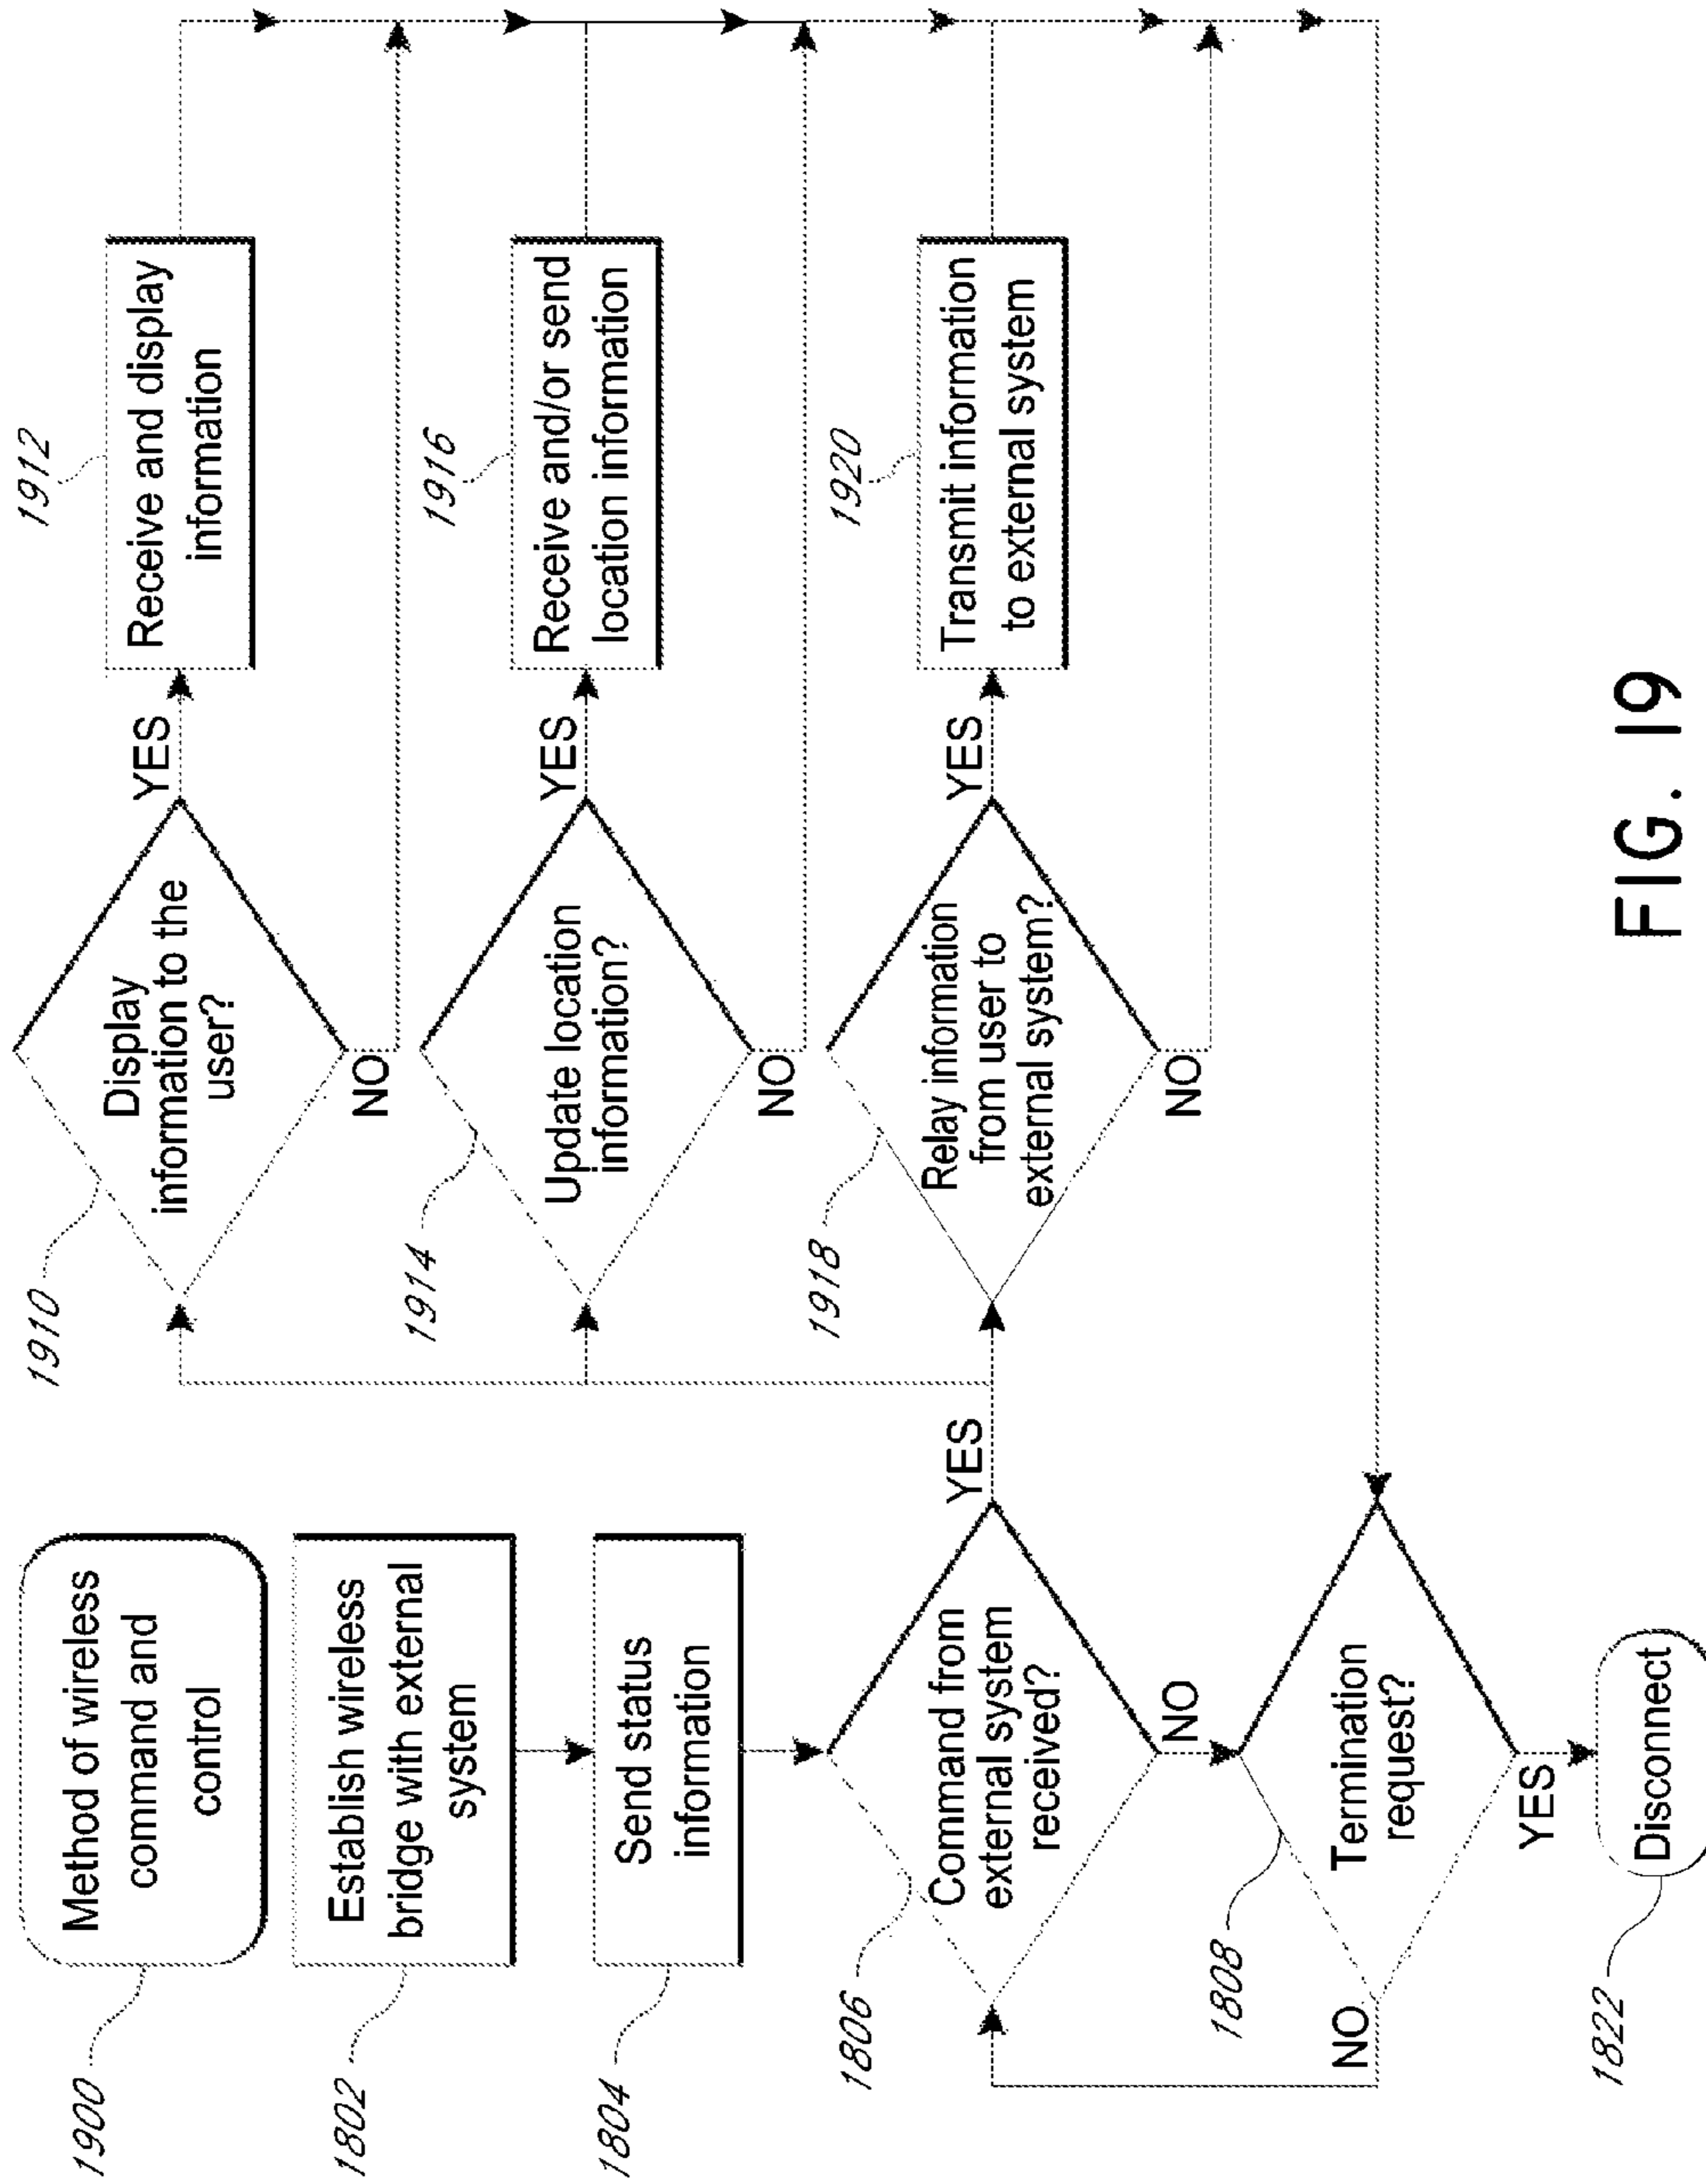 1900
Method of wireless
command and
control
1802
Establish wireless
bridge with external
system
1804
Send status
information
1806
Command from
external system
received?
YES
NO
1808
Termination
request?
NO
YES
1822
Disconnect
1910
Display
information to the
user?
YES
NO
1912
Receive and display
information
1914
Update location
information?
YES
NO
1916
Receive and/or send
location information
1918
Relay information
from user to
external system?
YES
NO
1920
Transmit information
to external system
FIG. 19